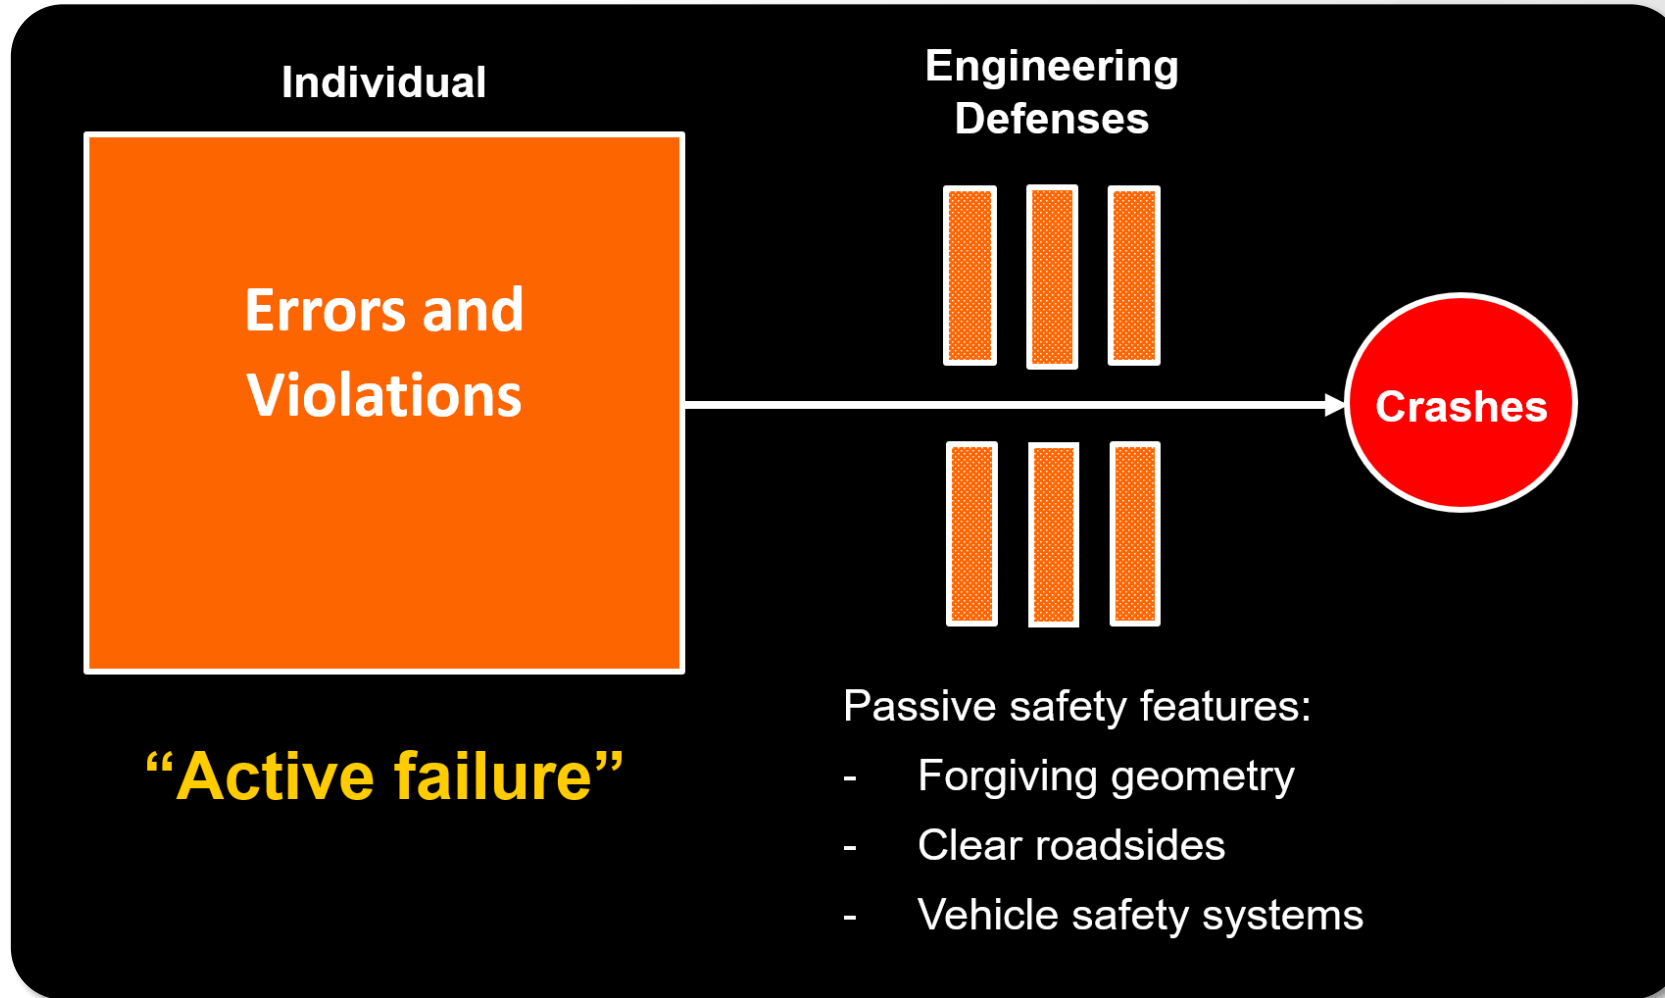 Individual
Errors and
Violations
“Active failure”
Engineering
Defenses
Crashes
Passive safety features:
- Forgiving geometry
- Clear roadsides
- Vehicle safety systems